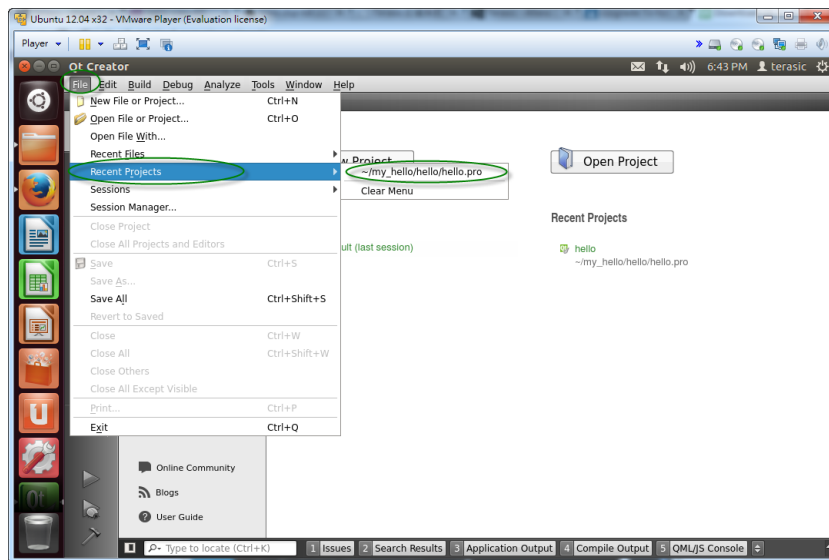 Ubuntu 12.04 x32 - VMware Player (Evaluation license)
Player
6:43 PM terasic
Qt Creator
File Edit Build Debug Analyze Tools Window Help
New File or Project... Ctrl+N
Open File or Project... Ctrl+O
Open File With...
Recent Files
Recent Projects
~/my_hello/hello/hello.pro
Sessions
Clear Menu
Session Manager...
Close Project
Close All Projects and Editors
Save Ctrl+S
Save As...
Save All Ctrl+Shift+S
Revert to Saved
Close Ctrl+W
Close All Ctrl+Shift+W
Close Others
Close All Except Visible
Print... Ctrl+P
Exit Ctrl+Q
Project
Open Project
Recent Projects
ult (last session)
hello
~/my_hello/hello/hello.pro
Online Community
Blogs
User Guide
Qt
Type to locate (Ctrl+K) 1 Issues 2 Search Results 3 Application Output 4 Compile Output 5 QML/JS Console